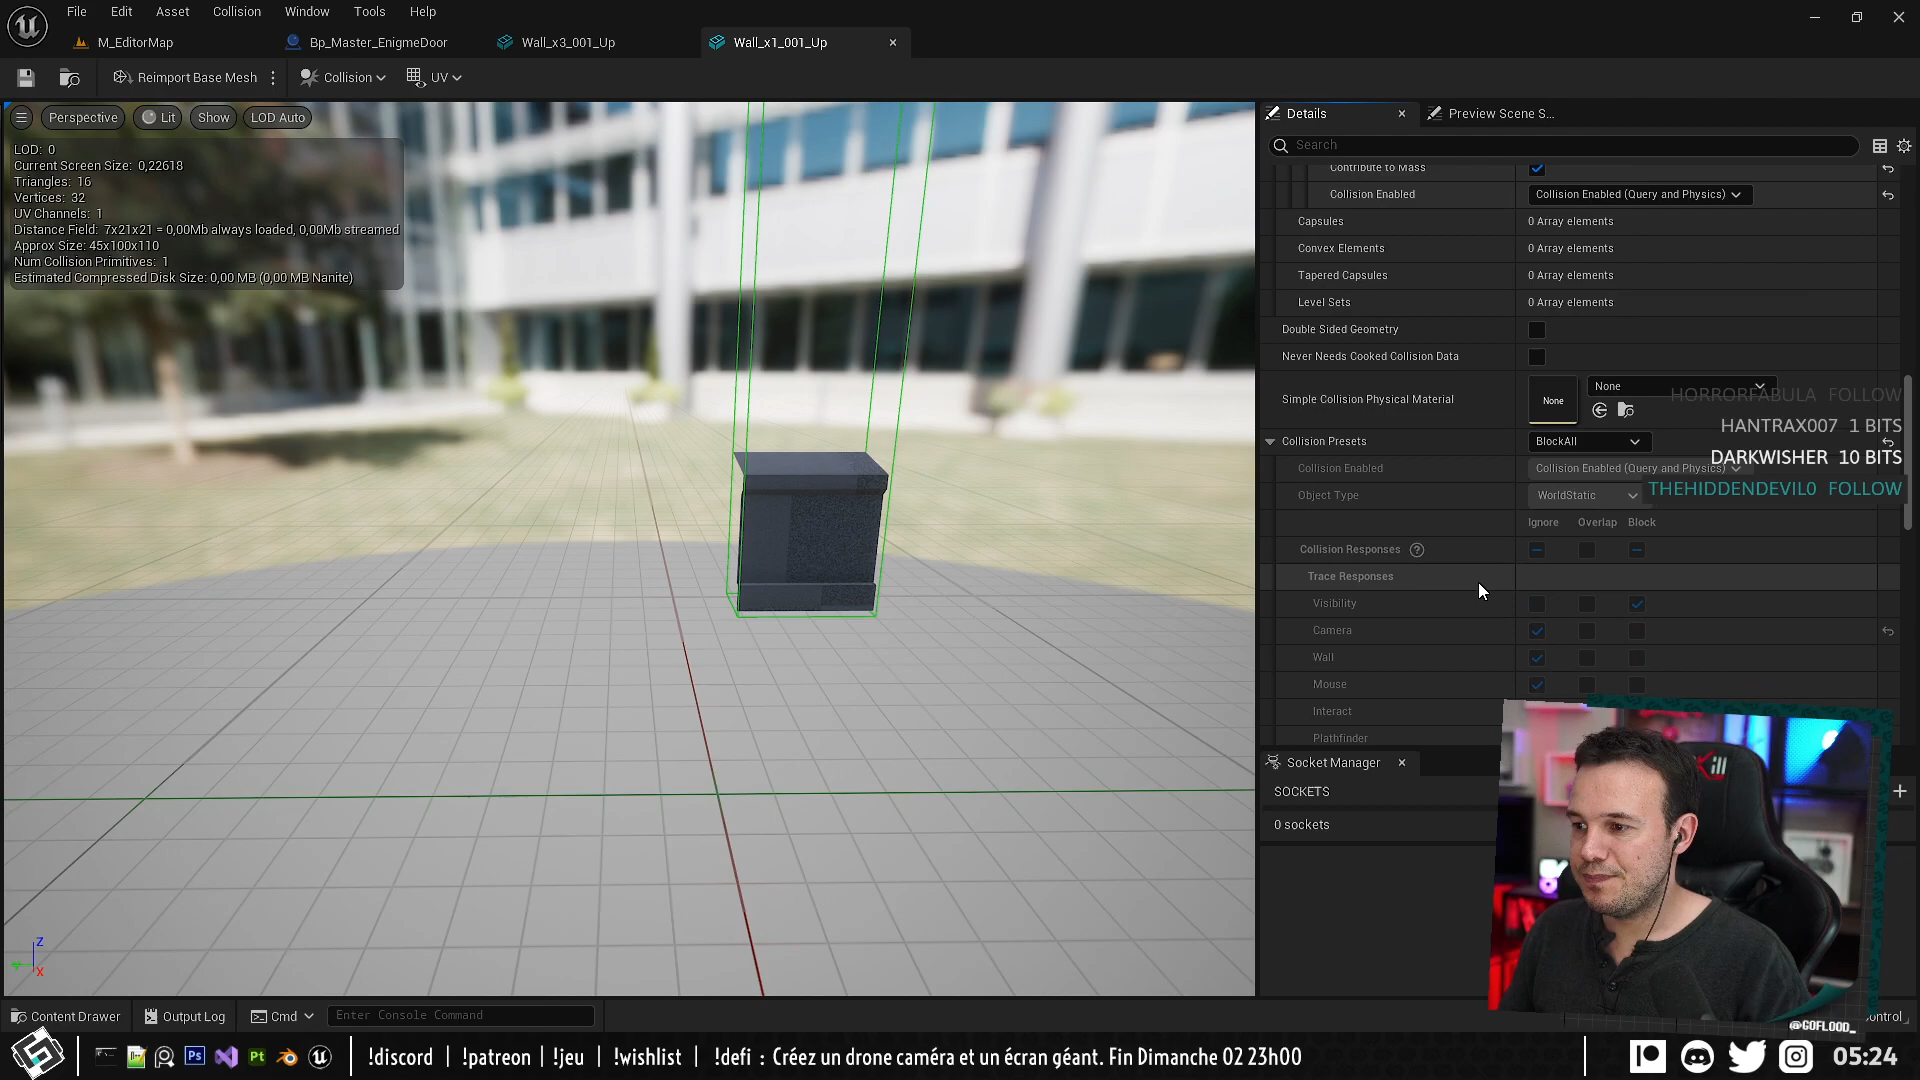 File Edit Asset Collision Window Tools Help
M_EditorMap Bp_Master_EnigmeDoor Wall_x3_001_Up Wall_x1_001_Up
Reimport Base Mesh Collision UV
Perspective Lit Show LOD Auto
LOD: 0
Current Screen Size: 0,22618
Triangles: 16
Vertices: 32
UV Channels: 1
Distance Field: 7x21x21 = 0,00Mb always loaded, 0,00Mb streamed
Approx Size: 45x100x110
Num Collision Primitives: 1
Estimated Compressed Disk Size: 0,00 MB (0,00 MB Nanite)
Z
X
Details Preview Scene S...
Search
Contribute to Mass
Collision Enabled Collision Enabled (Query and Physics)
Capsules 0 Array elements
Convex Elements 0 Array elements
Tapered Capsules 0 Array elements
Level Sets 0 Array elements
Double Sided Geometry
Never Needs Cooked Collision Data
Simple Collision Physical Material None None
HORRORFABULA FOLLOW
HANTRAX007 1 BITS
Collision Presets BlockAll
DARKWISHER 10 BITS
Collision Enabled Collision Enabled (Query and Physics)
Object Type WorldStatic
THEHIDDENDEVIL0 FOLLOW
Ignore Overlap Block
Collision Responses ?
Trace Responses
Visibility
Camera
Wall
Mouse
Interact
Plathfinder
Socket Manager
SOCKETS
0 sockets
Content Drawer Output Log Cmd Enter Console Command
@GOFLOOD_
Ps Pt
!discord | !patreon | !jeu | !wishlist | !defi : Créez un drone caméra et un écran géant. Fin Dimanche 02 23h00
05:24